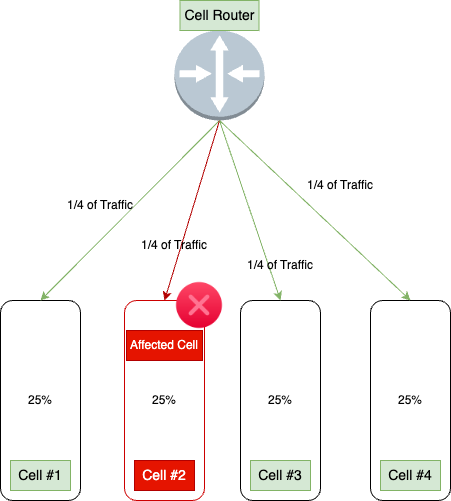 Cell Router
1/4 of Traffic
1/4 of Traffic
1/4 of Traffic
1/4 of Traffic
Affected Cell
25%
25%
25%
25%
Cell #1
Cell #2
Cell #3
Cell #4